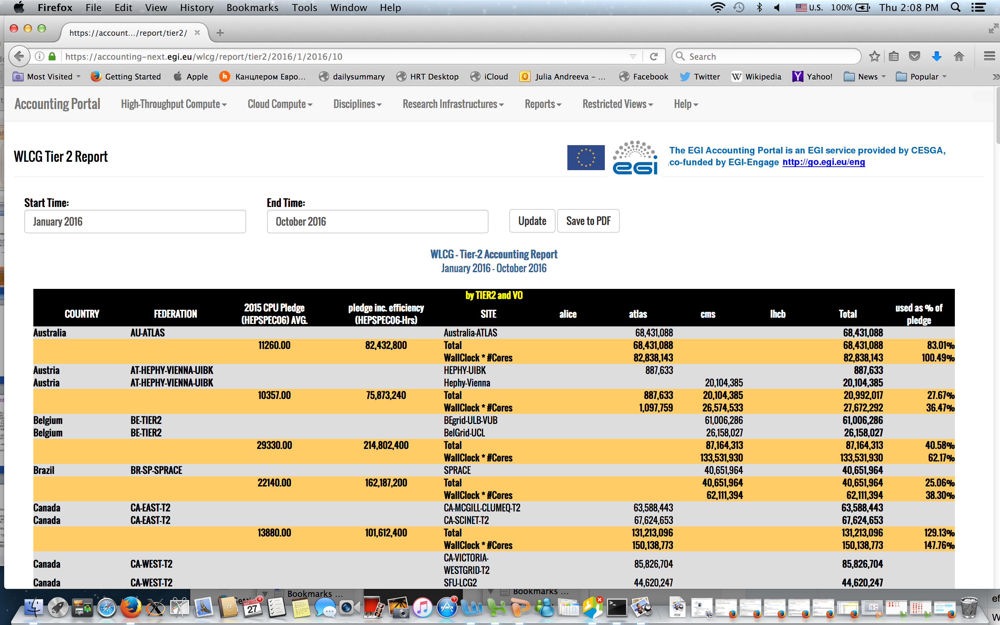 Firefox File Edit View History Bookmarks Tools Window Help U.S. 100% Thu 2:08 PM
https://account.../report/tier2/
https://accounting-next.egi.eu/wlcg/report/tier2/2016/1/2016/10 Search
Most Visited Getting Started Apple Канцлером Евро... dailysummary HRT Desktop iCloud Julia Andreeva – ... Facebook Twitter Wikipedia Yahoo! News Popular
Accounting Portal High-Throughput Compute Cloud Compute Disciplines Research Infrastructures Reports Restricted Views Help
WLCG Tier 2 Report
egi
The EGI Accounting Portal is an EGI service provided by CESGA,
co-funded by EGI-Engage http://go.egi.eu/eng
Start Time: End Time:
January 2016 October 2016 Update Save to PDF
WLCG - Tier-2 Accounting Report
January 2016 - October 2016
by TIER2 and VO
COUNTRY FEDERATION 2015 CPU Pledge (HEPSPEC06) AVG. pledge inc. efficiency (HEPSPEC06-Hrs) SITE alice atlas cms lhcb Total used as % of pledge
Australia AU-ATLAS Australia-ATLAS 68,431,088 68,431,088
11260.00 82,432,800 Total 68,431,088 68,431,088 83.01%
WallClock * #Cores 82,838,143 82,838,143 100.49%
Austria AT-HEPHY-VIENNA-UIBK HEPHY-UIBK 887,633 887,633
Austria AT-HEPHY-VIENNA-UIBK Hephy-Vienna 20,104,385 20,104,385
10357.00 75,873,240 Total 887,633 20,104,385 20,992,017 27.67%
WallClock * #Cores 1,097,759 26,574,533 27,672,292 36.47%
Belgium BE-TIER2 BEgrid-ULB-VUB 61,006,286 61,006,286
Belgium BE-TIER2 BelGrid-UCL 26,158,027 26,158,027
29330.00 214,802,400 Total 87,164,313 87,164,313 40.58%
WallClock * #Cores 133,531,930 133,531,930 62.17%
Brazil BR-SP-SPRACE SPRACE 40,651,964 40,651,964
22140.00 162,187,200 Total 40,651,964 40,651,964 25.06%
WallClock * #Cores 62,111,394 62,111,394 38.30%
Canada CA-EAST-T2 CA-MCGILL-CLUMEQ-T2 63,588,443 63,588,443
Canada CA-EAST-T2 CA-SCINET-T2 67,624,653 67,624,653
13880.00 101,612,400 Total 131,213,096 131,213,096 129.13%
WallClock * #Cores 150,138,773 150,138,773 147.76%
Canada CA-WEST-T2 CA-VICTORIA-WESTGRID-T2 85,826,704 85,826,704
Canada CA-WEST-T2 SFU-LCG2 44,620,247 44,620,247
Bookmarks ... Bookmarks ...
4 OCT 27 1 PDF